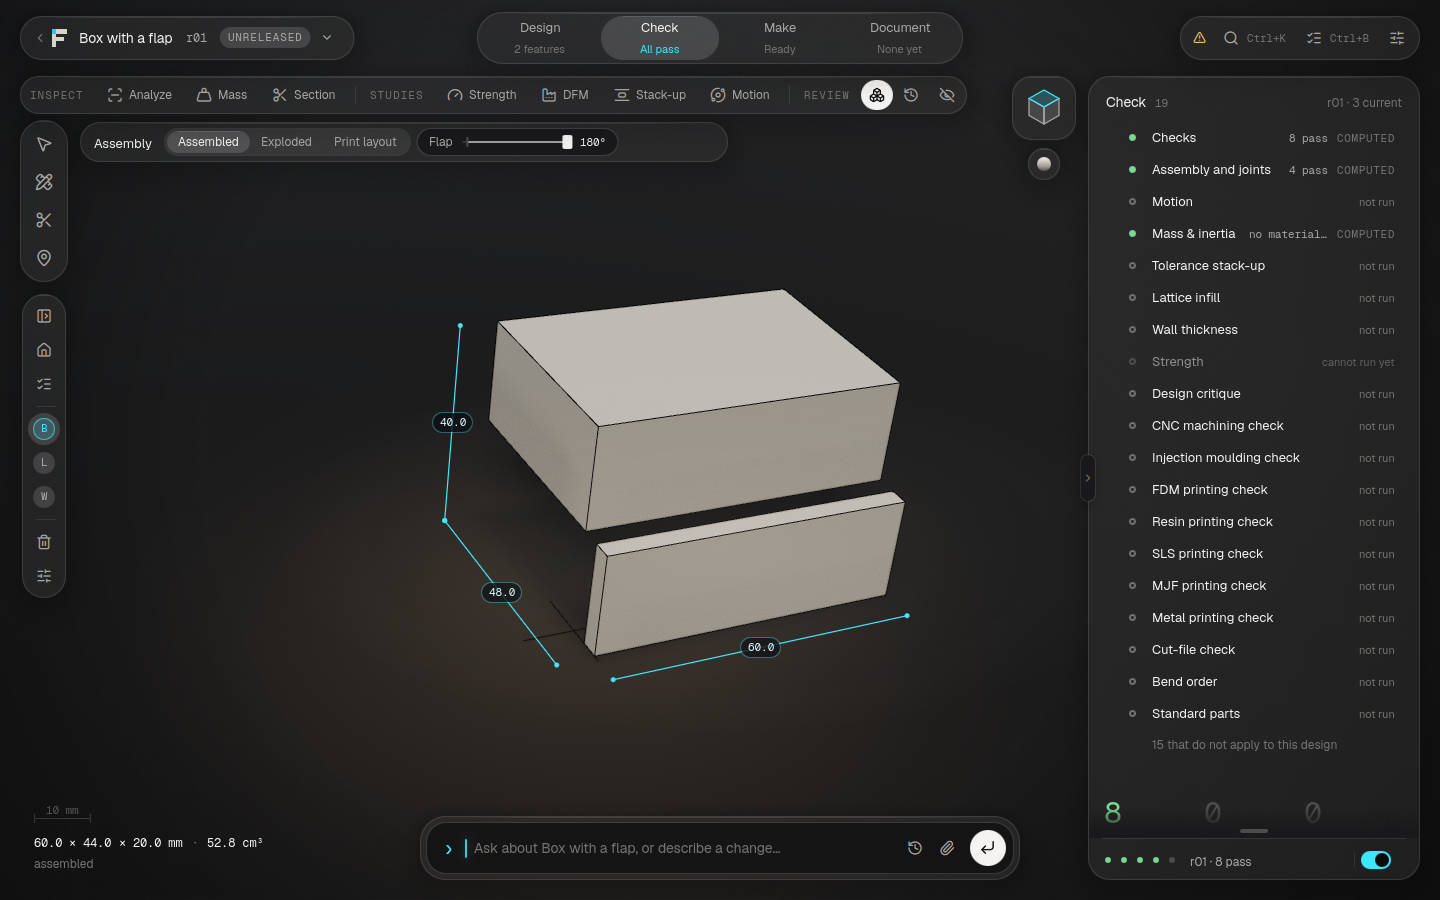 Box with a flap r01 UNRELEASED
Design
2 features
Check
All pass
Make
Ready
Document
None yet
Ctrl+K Ctrl+B
INSPECT Analyze Mass Section STUDIES Strength DFM Stack-up Motion REVIEW
Assembly Assembled Exploded Print layout Flap 180°
40.0
48.0
60.0
B
L
W
10 mm
60.0 × 44.0 × 20.0 mm · 52.8 cm³
assembled
Ask about Box with a flap, or describe a change...
Check 19 r01 · 3 current
Checks 8 pass COMPUTED
Assembly and joints 4 pass COMPUTED
Motion not run
Mass & inertia no material… COMPUTED
Tolerance stack-up not run
Lattice infill not run
Wall thickness not run
Strength cannot run yet
Design critique not run
CNC machining check not run
Injection moulding check not run
FDM printing check not run
Resin printing check not run
SLS printing check not run
MJF printing check not run
Metal printing check not run
Cut-file check not run
Bend order not run
Standard parts not run
15 that do not apply to this design
8 0 0
r01 · 8 pass